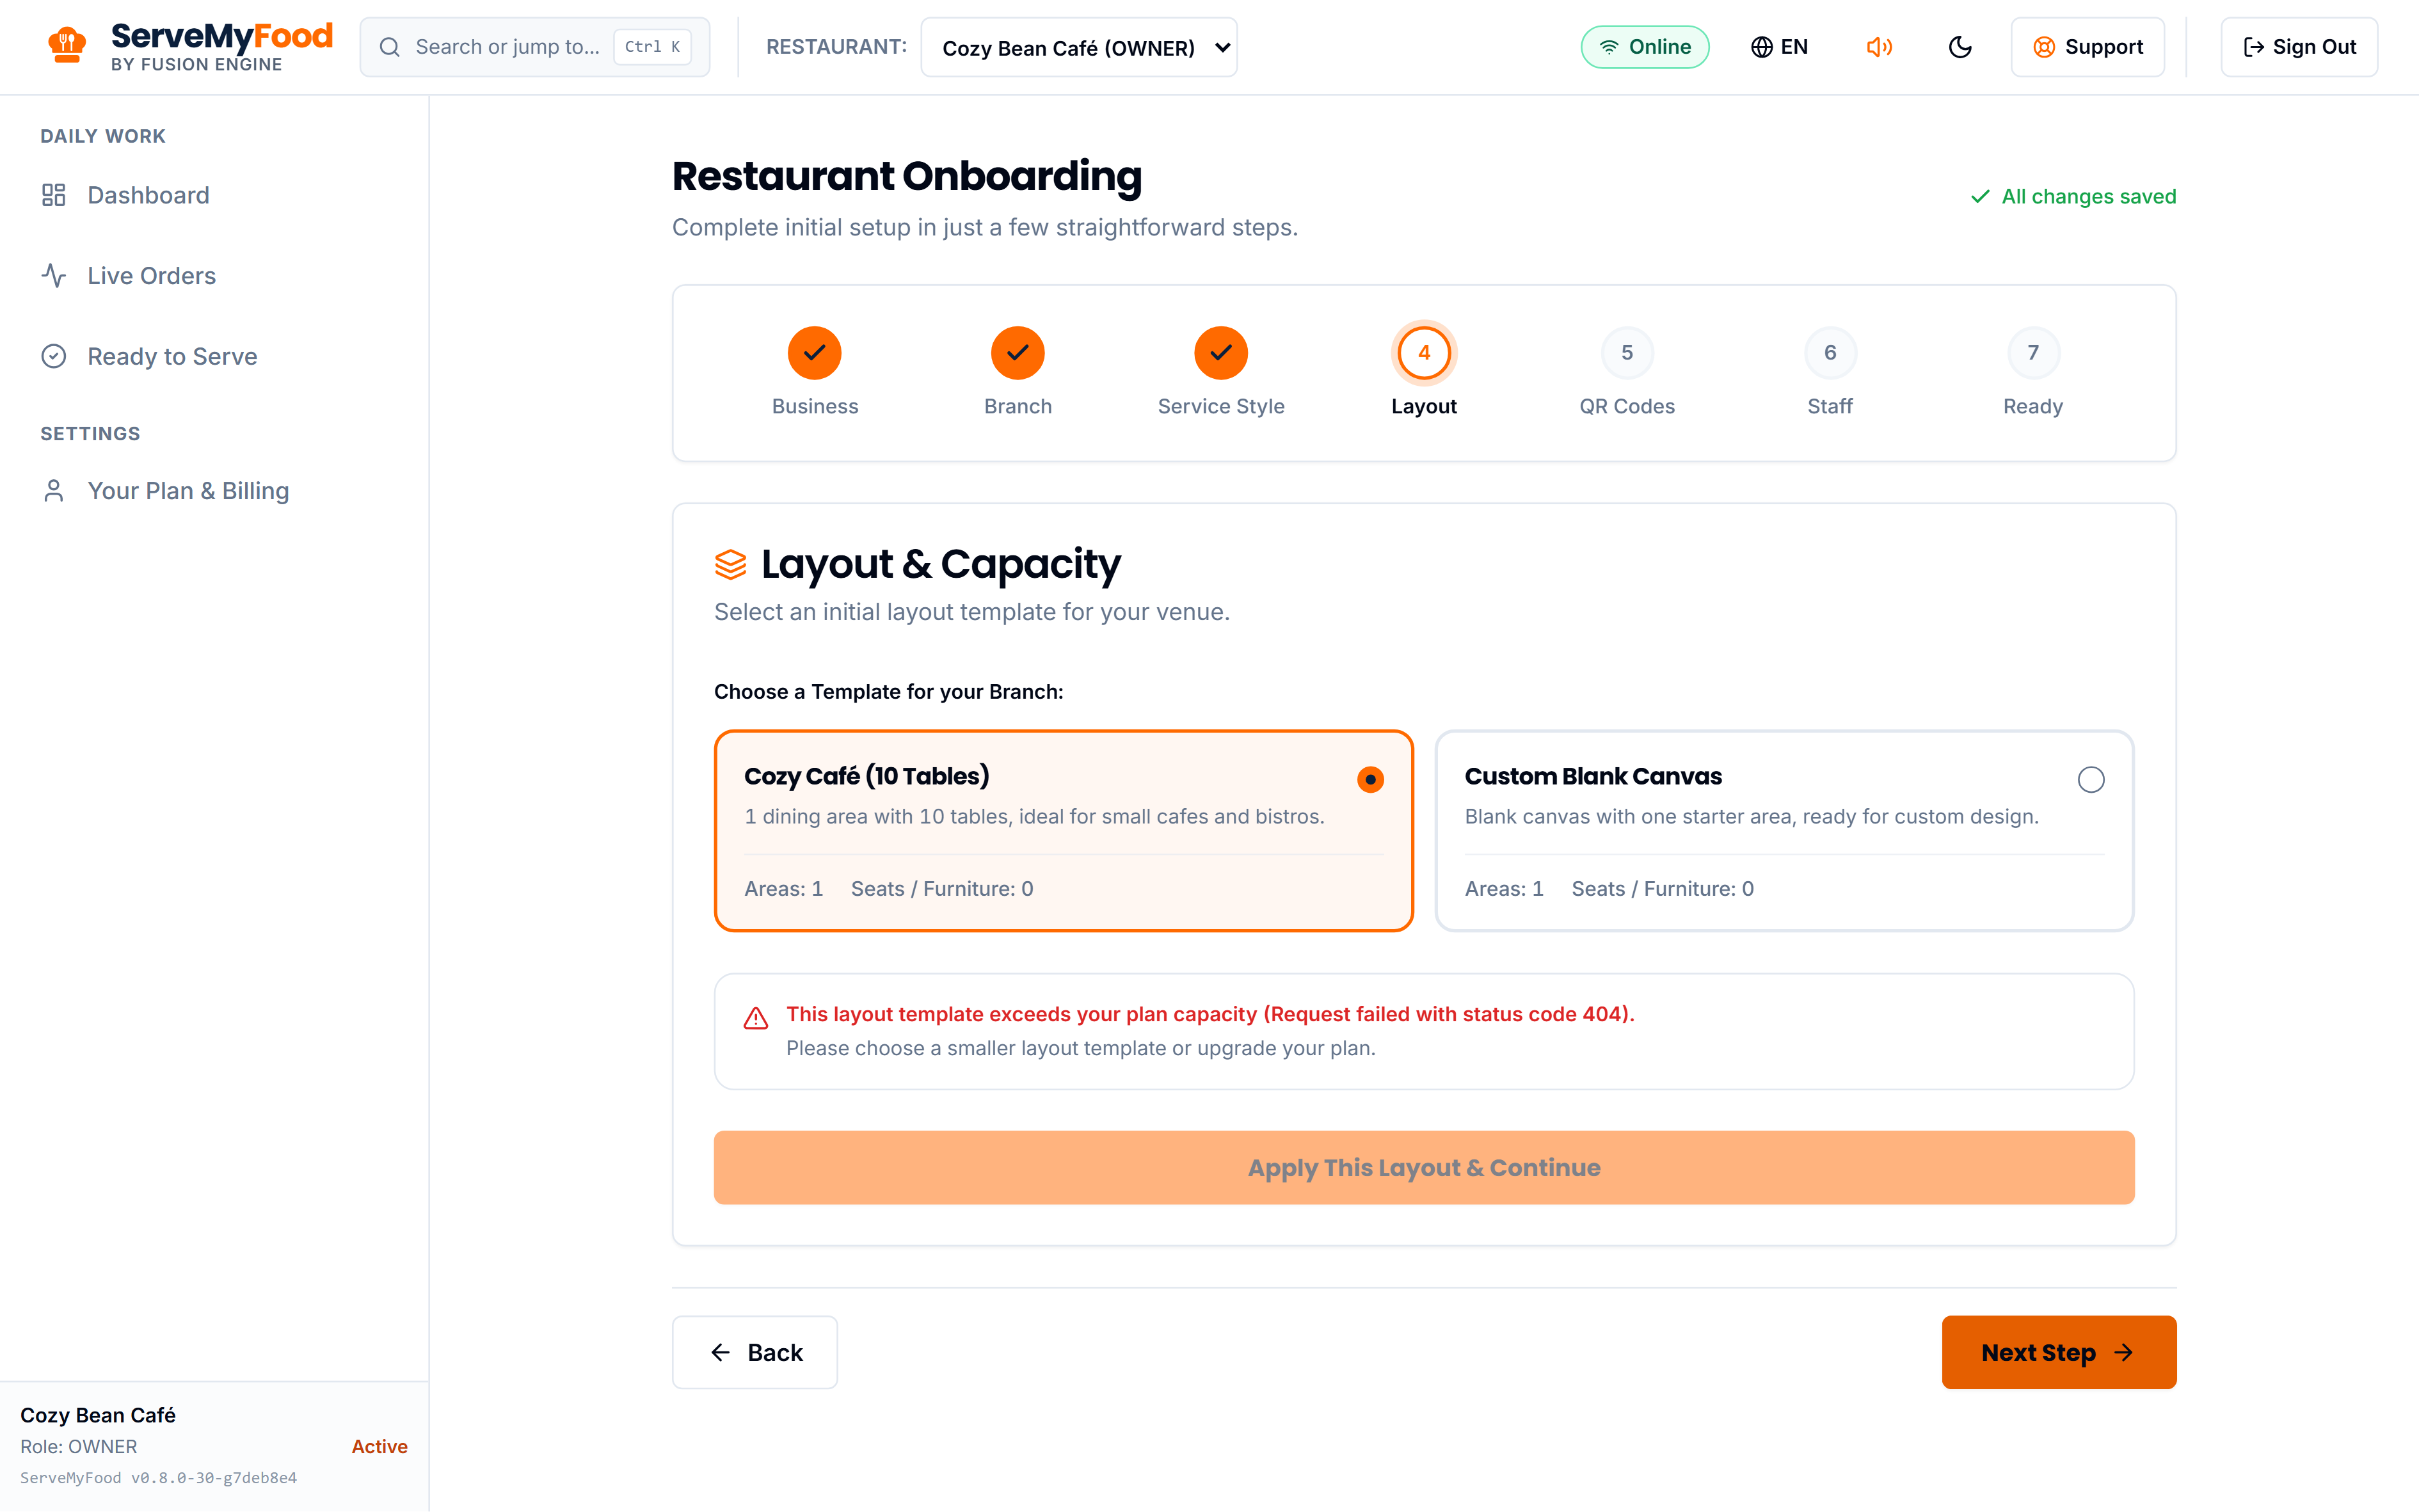 ServeMyFood
BY FUSION ENGINE
Search or jump to...
Ctrl K
RESTAURANT:
Cozy Bean Café (OWNER)
Online
EN
Support
Sign Out
DAILY WORK
Dashboard
Live Orders
Ready to Serve
SETTINGS
Your Plan & Billing
Restaurant Onboarding
Complete initial setup in just a few straightforward steps.
All changes saved
4
5
6
7
Business
Branch
Service Style
Layout
QR Codes
Staff
Ready
Layout & Capacity
Select an initial layout template for your venue.
Choose a Template for your Branch:
Cozy Café (10 Tables)
1 dining area with 10 tables, ideal for small cafes and bistros.
Areas: 1 Seats / Furniture: 0
Custom Blank Canvas
Blank canvas with one starter area, ready for custom design.
Areas: 1 Seats / Furniture: 0
This layout template exceeds your plan capacity (Request failed with status code 404).
Please choose a smaller layout template or upgrade your plan.
Apply This Layout & Continue
Back
Next Step
Cozy Bean Café
Role: OWNER
Active
ServeMyFood v0.8.0-30-g7deb8e4